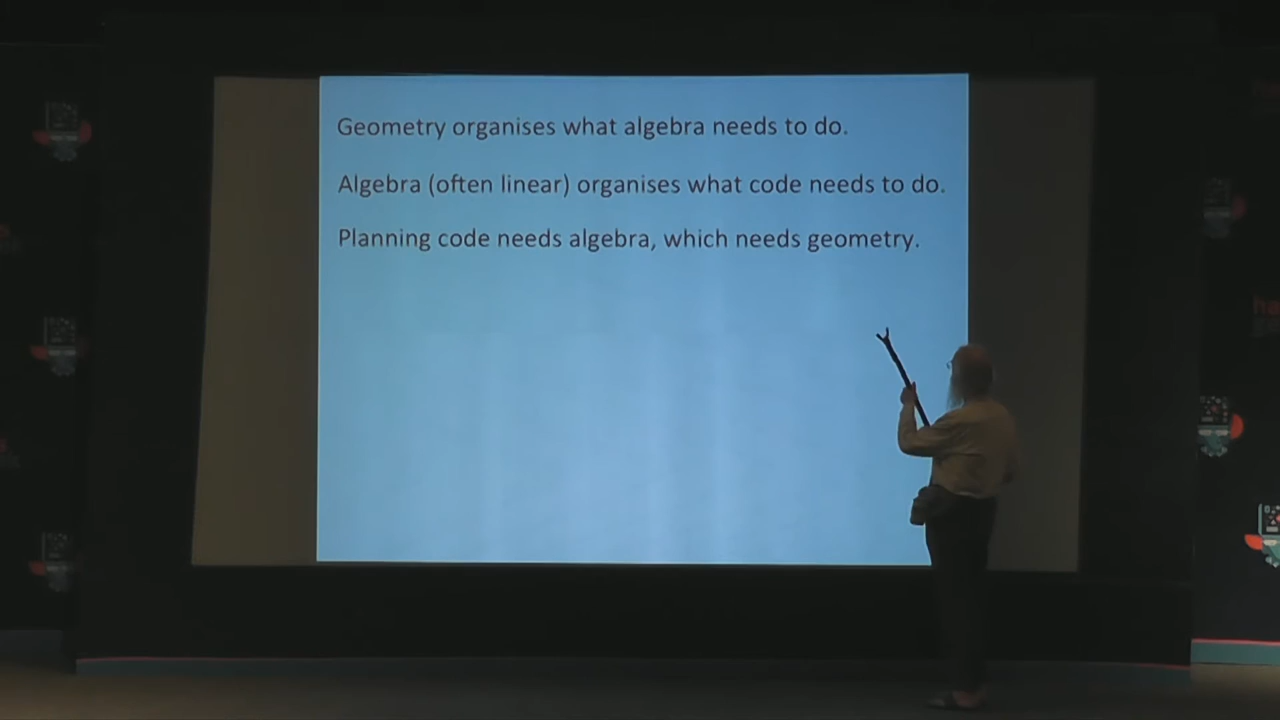 Geometry organises what algebra needs to do.
Algebra (often linear) organises what code needs to do.
Planning code needs algebra, which needs geometry.